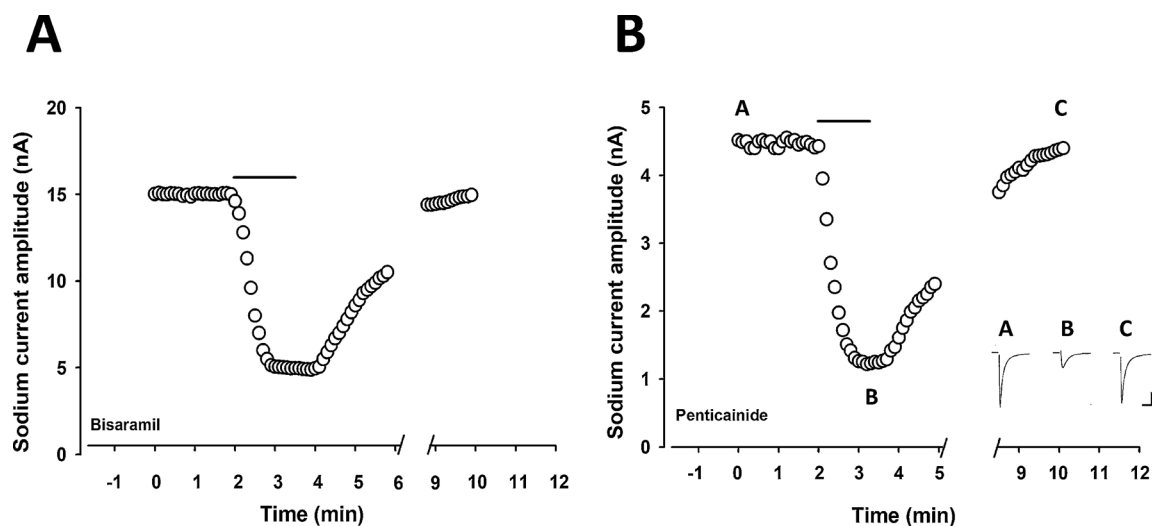 A
Sodium current amplitude (nA)
20
15
10
5
0
Bisaramil
-1 0 1 2 3 4 5 6 9 10 11 12
Time (min)
B
Sodium current amplitude (nA)
5
4
3
2
1
0
A
C
B
A B C
Penticainide
-1 0 1 2 3 4 5 9 10 11 12
Time (min)